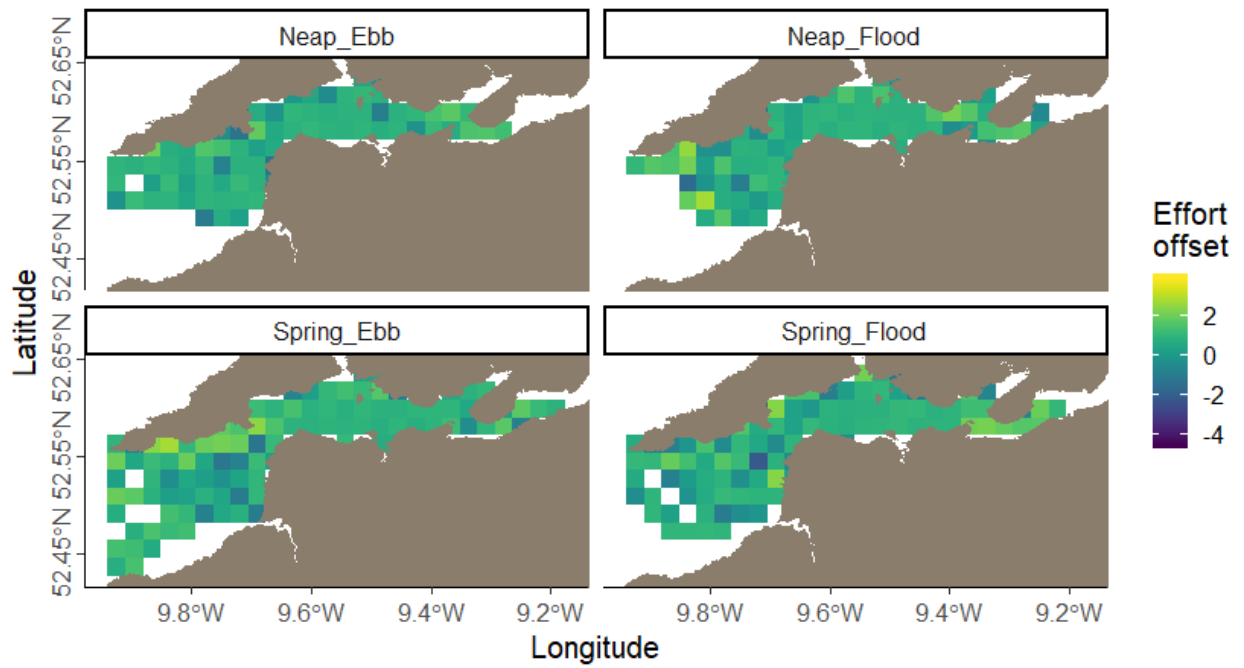 Neap_Ebb
Neap_Flood
52.65°N
52.55°N
52.45°N
Spring_Ebb
Spring_Flood
52.65°N
52.55°N
52.45°N
Latitude
9.8°W
9.6°W
9.4°W
9.2°W
9.8°W
9.6°W
9.4°W
9.2°W
Longitude
Effort
offset
2
0
-2
-4